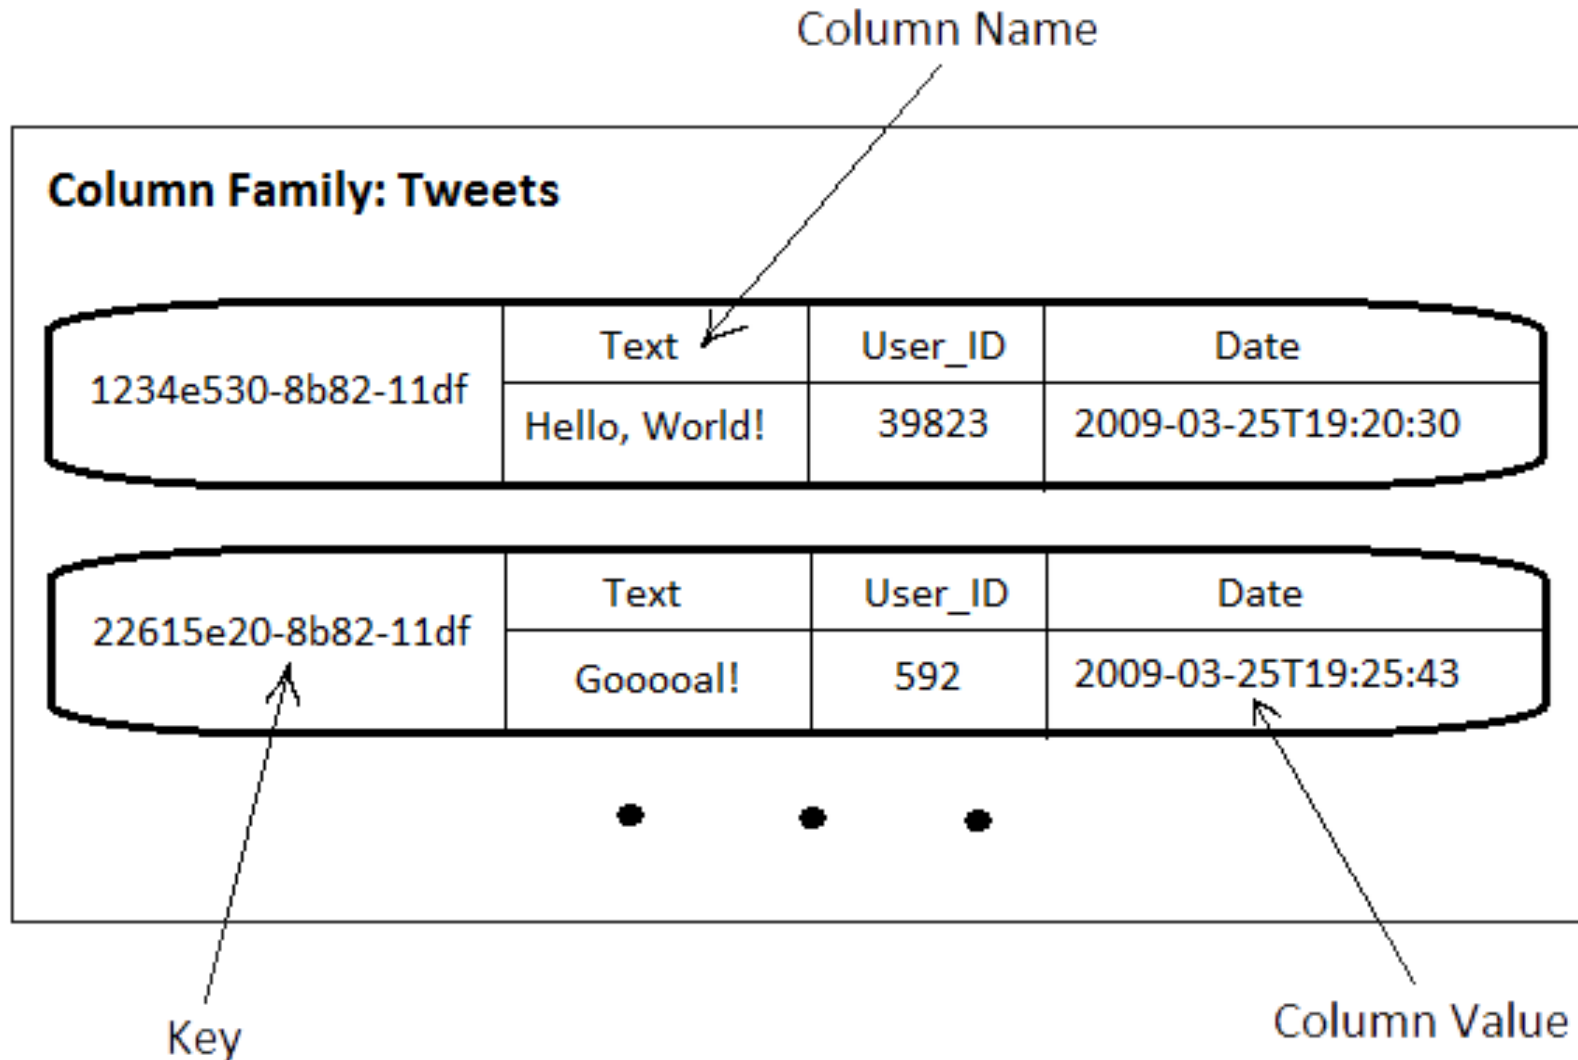 Column Name
Column Family: Tweets
Text User_ID Date
1234e530-8b82-11df
Hello, World! 39823 2009-03-25T19:20:30
Text User_ID Date
22615e20-8b82-11df
Gooooal! 592 2009-03-25T19:25:43
Key
Column Value